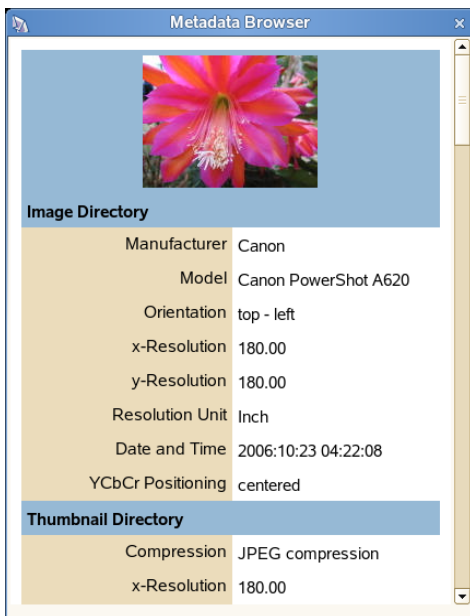 Metadata Browser
Image Directory
Manufacturer Canon
Model Canon PowerShot A620
Orientation top - left
x-Resolution 180.00
y-Resolution 180.00
Resolution Unit Inch
Date and Time 2006:10:23 04:22:08
YCbCr Positioning centered
Thumbnail Directory
Compression JPEG compression
x-Resolution 180.00